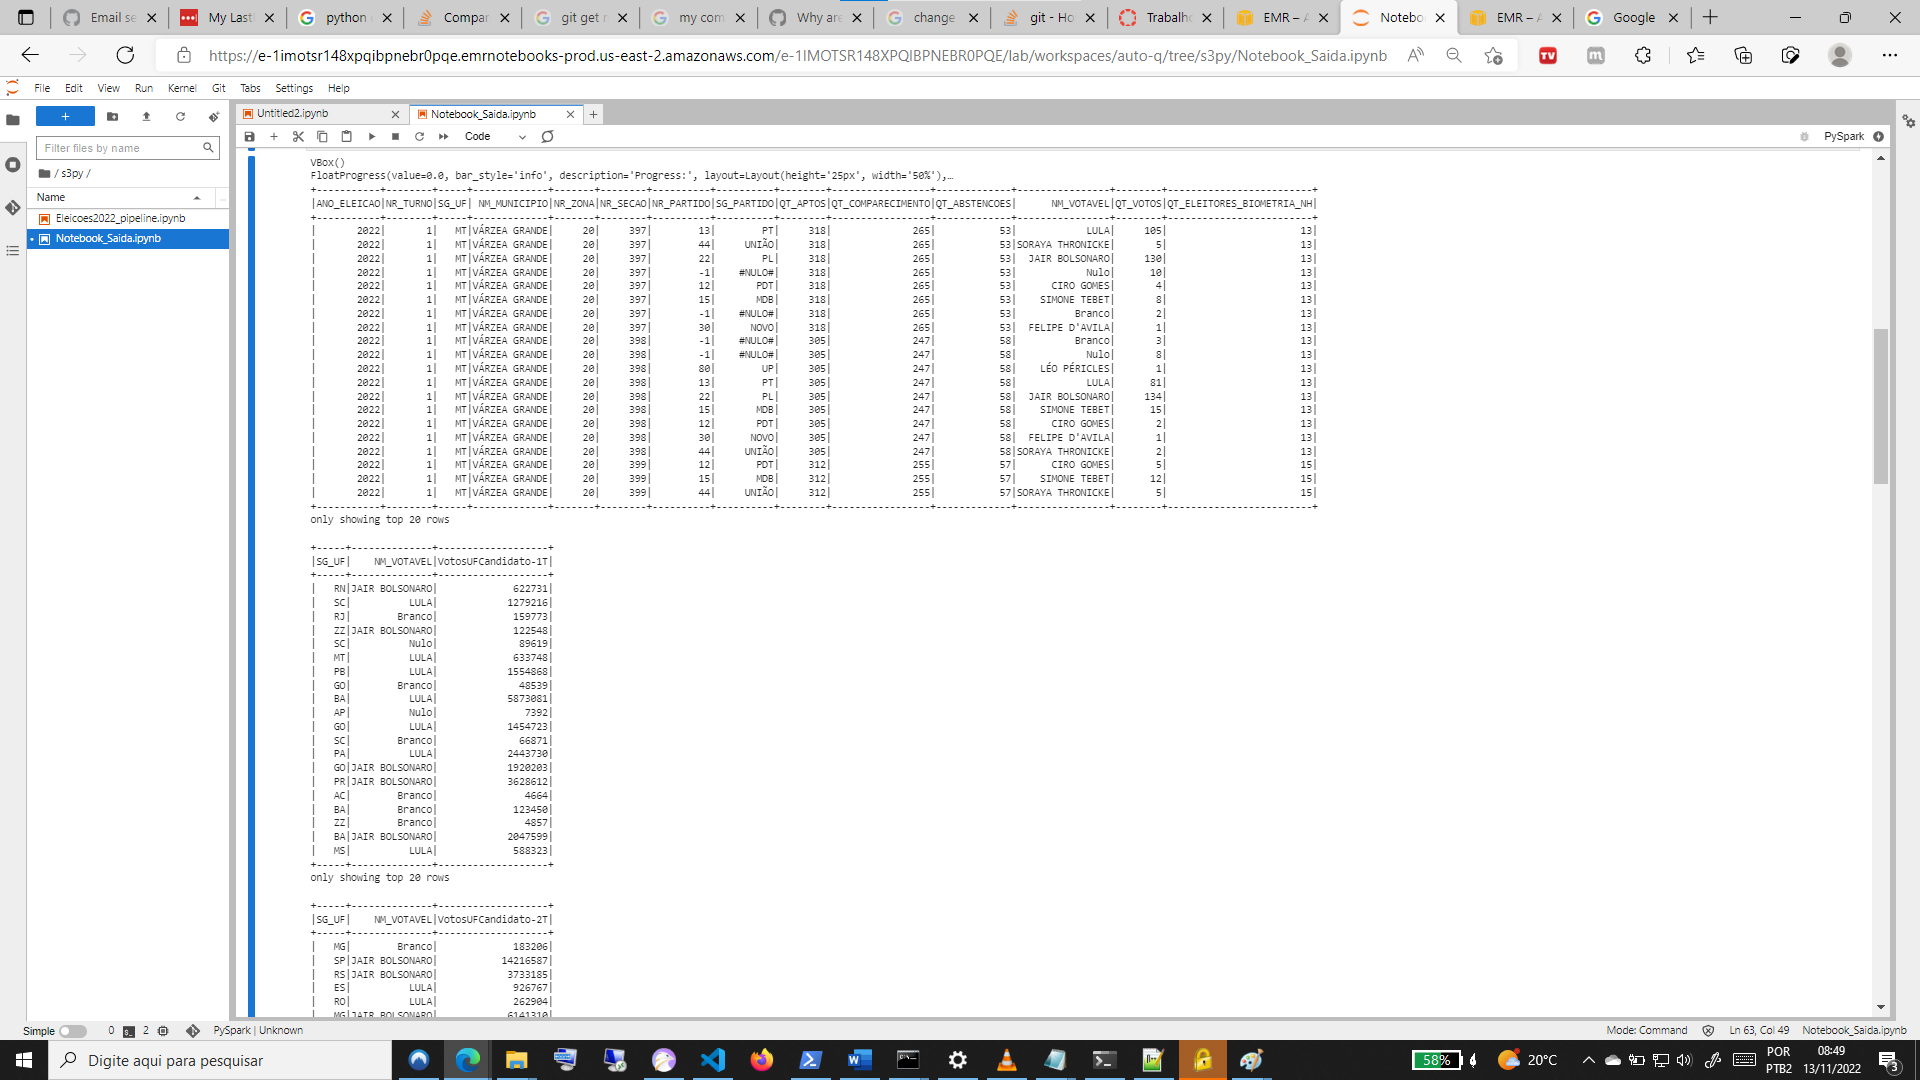 Email se
My Last
python
Compar
git get r
my com
Why are
change
git - Ho
Trabalho
EMR – A
Notebo
EMR – A
Google
https://e-1imotsr148xpqibpnebr0pqe.emrnotebooks-prod.us-east-2.amazonaws.com/e-1IMOTSR148XPQIBPNEBR0PQE/lab/workspaces/auto-q/tree/s3py/Notebook_Saida.ipynb
File Edit View Run Kernel Git Tabs Settings Help
Untitled2.ipynb
Notebook_Saida.ipynb
Code
PySpark
Filter files by name
/ s3py /
Name
Eleicoes2022_pipeline.ipynb
Notebook_Saida.ipynb
VBox()
FloatProgress(value=0.0, bar_style='info', description='Progress:', layout=Layout(height='25px', width='50%'),…
+----------+--------+-----+-------------+-------+--------+----------+----------+--------+----------------+-------------+----------------+--------+-------------------------+
|ANO_ELEICAO|NR_TURNO|SG_UF| NM_MUNICIPIO|NR_ZONA|NR_SECAO|NR_PARTIDO|SG_PARTIDO|QT_APTOS|QT_COMPARECIMENTO|QT_ABSTENCOES| NM_VOTAVEL|QT_VOTOS|QT_ELEITORES_BIOMETRIA_NH|
| 2022| 1| MT|VÁRZEA GRANDE| 20| 397| 13| PT| 318| 265| 53| LULA| 105| 13|
| 2022| 1| MT|VÁRZEA GRANDE| 20| 397| 44| UNIÃO| 318| 265| 53|SORAYA THRONICKE| 5| 13|
| 2022| 1| MT|VÁRZEA GRANDE| 20| 397| 22| PL| 318| 265| 53| JAIR BOLSONARO| 130| 13|
| 2022| 1| MT|VÁRZEA GRANDE| 20| 397| -1| #NULO#| 318| 265| 53| Nulo| 10| 13|
| 2022| 1| MT|VÁRZEA GRANDE| 20| 397| 12| PDT| 318| 265| 53| CIRO GOMES| 4| 13|
| 2022| 1| MT|VÁRZEA GRANDE| 20| 397| 15| MDB| 318| 265| 53| SIMONE TEBET| 8| 13|
| 2022| 1| MT|VÁRZEA GRANDE| 20| 397| -1| #NULO#| 318| 265| 53| Branco| 2| 13|
| 2022| 1| MT|VÁRZEA GRANDE| 20| 397| 30| NOVO| 318| 265| 53| FELIPE D'AVILA| 1| 13|
| 2022| 1| MT|VÁRZEA GRANDE| 20| 398| -1| #NULO#| 305| 247| 58| Branco| 3| 13|
| 2022| 1| MT|VÁRZEA GRANDE| 20| 398| -1| #NULO#| 305| 247| 58| Nulo| 8| 13|
| 2022| 1| MT|VÁRZEA GRANDE| 20| 398| 80| UP| 305| 247| 58| LÉO PÉRICLES| 1| 13|
| 2022| 1| MT|VÁRZEA GRANDE| 20| 398| 13| PT| 305| 247| 58| LULA| 81| 13|
| 2022| 1| MT|VÁRZEA GRANDE| 20| 398| 22| PL| 305| 247| 58| JAIR BOLSONARO| 134| 13|
| 2022| 1| MT|VÁRZEA GRANDE| 20| 398| 15| MDB| 305| 247| 58| SIMONE TEBET| 15| 13|
| 2022| 1| MT|VÁRZEA GRANDE| 20| 398| 12| PDT| 305| 247| 58| CIRO GOMES| 2| 13|
| 2022| 1| MT|VÁRZEA GRANDE| 20| 398| 30| NOVO| 305| 247| 58| FELIPE D'AVILA| 1| 13|
| 2022| 1| MT|VÁRZEA GRANDE| 20| 398| 44| UNIÃO| 305| 247| 58|SORAYA THRONICKE| 2| 13|
| 2022| 1| MT|VÁRZEA GRANDE| 20| 399| 12| PDT| 312| 255| 57| CIRO GOMES| 5| 15|
| 2022| 1| MT|VÁRZEA GRANDE| 20| 399| 15| MDB| 312| 255| 57| SIMONE TEBET| 12| 15|
| 2022| 1| MT|VÁRZEA GRANDE| 20| 399| 44| UNIÃO| 312| 255| 57|SORAYA THRONICKE| 5| 15|
only showing top 20 rows
+-----+--------------+-------------------+
|SG_UF| NM_VOTAVEL|VotosUFCandidato-1T|
+-----+--------------+-------------------+
| RN|JAIR BOLSONARO| 622731|
| SC| LULA| 1279216|
| RJ| Branco| 159773|
| ZZ|JAIR BOLSONARO| 122548|
| SC| Nulo| 89619|
| MT| LULA| 633748|
| PB| LULA| 1554868|
| GO| Branco| 48539|
| BA| LULA| 5873081|
| AP| Nulo| 7392|
| GO| LULA| 1454723|
| SC| Branco| 66871|
| PA| LULA| 2443730|
| GO|JAIR BOLSONARO| 1920203|
| PR|JAIR BOLSONARO| 3628612|
| AC| Branco| 4664|
| BA| Branco| 123450|
| ZZ| Branco| 4857|
| BA|JAIR BOLSONARO| 2047599|
| MS| LULA| 588323|
+-----+--------------+-------------------+
only showing top 20 rows
+-----+--------------+-------------------+
|SG_UF| NM_VOTAVEL|VotosUFCandidato-2T|
+-----+--------------+-------------------+
| MG| Branco| 183206|
| SP|JAIR BOLSONARO| 14216587|
| RS|JAIR BOLSONARO| 3733185|
| ES| LULA| 926767|
| RO| LULA| 262904|
| MG|JAIR BOLSONARO| 6141310|
Simple 0 2 PySpark | Unknown
Mode: Command Ln 63, Col 49 Notebook_Saida.ipynb
Digite aqui para pesquisar
58%
20°C
POR
PTB2
08:49
13/11/2022
3